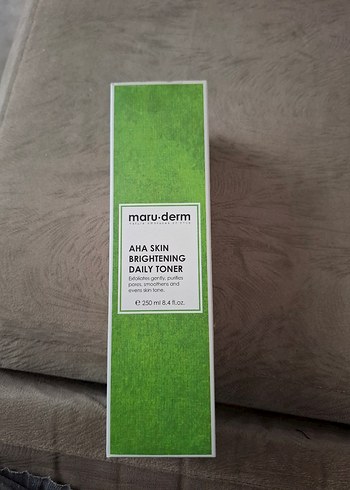 maru·derm
AHA SKIN
BRIGHTENING
DAILY TONER
Exfoliates gently, purifies
pores, smoothens and
evens skin tone.
℮ 250 ml 8.4 fl.oz.